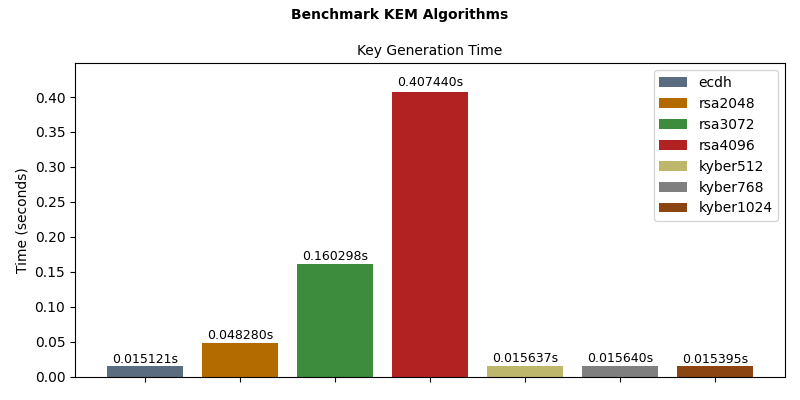 Benchmark KEM Algorithms
Key Generation Time
Time (seconds)
0.40
0.35
0.30
0.25
0.20
0.15
0.10
0.05
0.00
0.015121s
0.048280s
0.160298s
0.407440s
0.015637s
0.015640s
0.015395s
ecdh
rsa2048
rsa3072
rsa4096
kyber512
kyber768
kyber1024